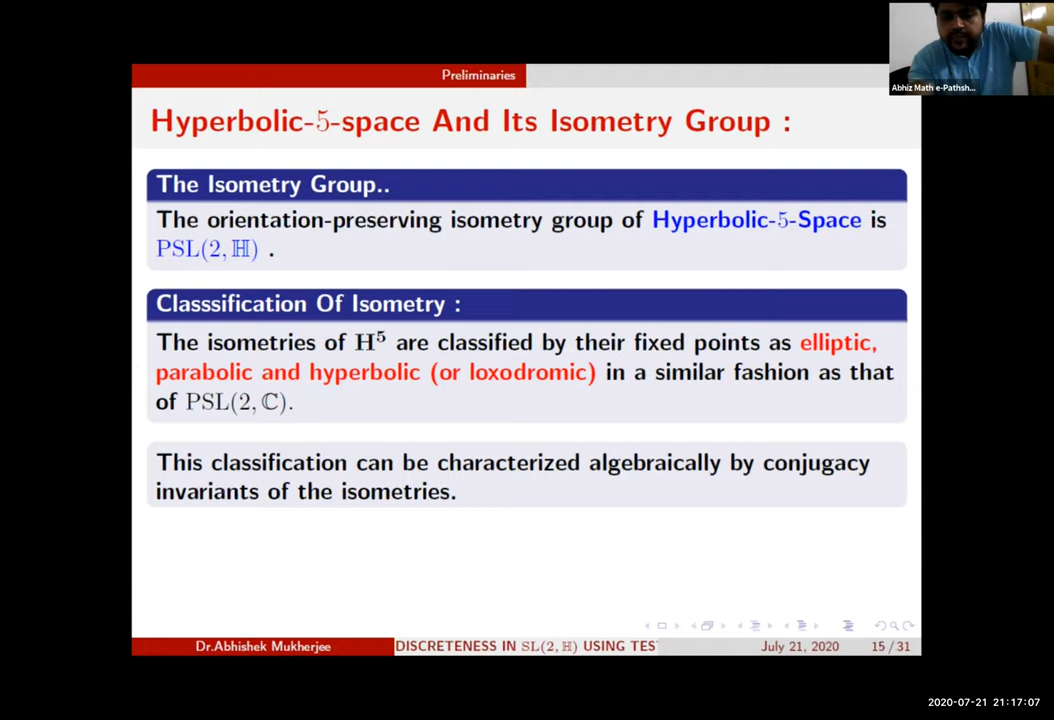 Abhiz Math e-Pathsh...
Preliminaries
Hyperbolic-5-space And Its Isometry Group :
The Isometry Group..
The orientation-preserving isometry group of Hyperbolic-5-Space is
PSL(2, ℍ) .
Classsification Of Isometry :
The isometries of H⁵ are classified by their fixed points as elliptic,
parabolic and hyperbolic (or loxodromic) in a similar fashion as that
of PSL(2, ℂ).
This classification can be characterized algebraically by conjugacy
invariants of the isometries.
Dr.Abhishek Mukherjee DISCRETENESS IN SL(2, ℍ) USING TES July 21, 2020 15 / 31
2020-07-21 21:17:07